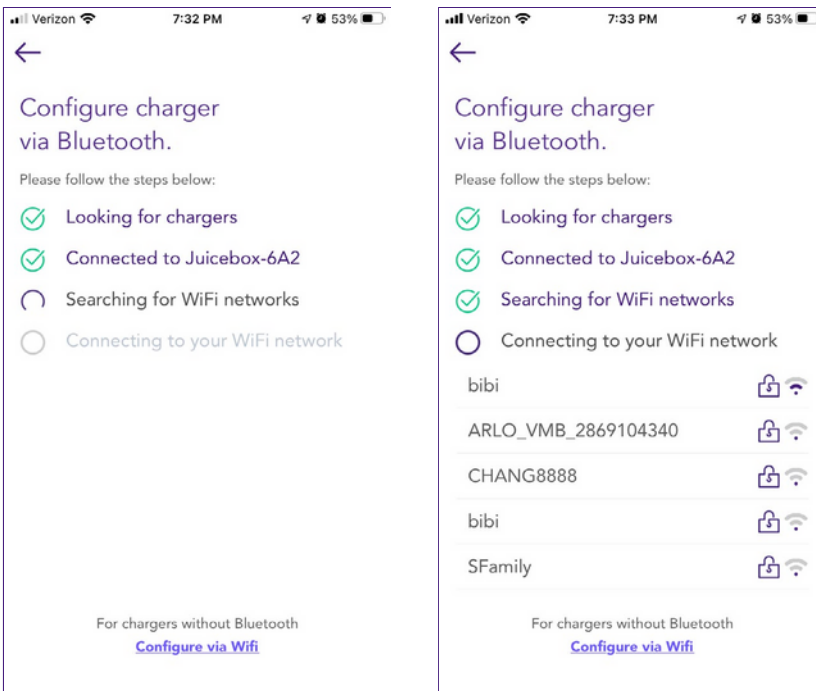 Verizon 7:32 PM 53%
Configure charger
via Bluetooth.
Please follow the steps below:
Looking for chargers
Connected to Juicebox-6A2
Searching for WiFi networks
Connecting to your WiFi network
For chargers without Bluetooth
Configure via Wifi
Verizon 7:33 PM 53%
Configure charger
via Bluetooth.
Please follow the steps below:
Looking for chargers
Connected to Juicebox-6A2
Searching for WiFi networks
Connecting to your WiFi network
bibi
ARLO_VMB_2869104340
CHANG8888
bibi
SFamily
For chargers without Bluetooth
Configure via Wifi